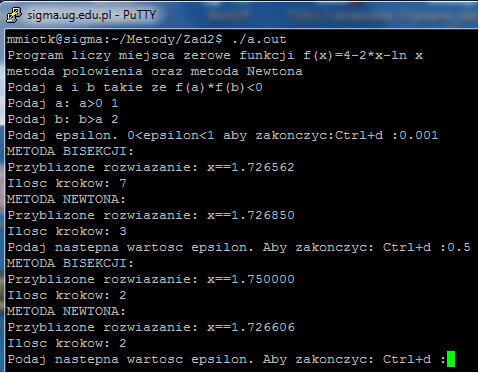 sigma.ug.edu.pl - PuTTY
mmiotk@sigma:~/Metody/Zad2$ ./a.out
Program liczy miejsca zerowe funkcji f(x)=4-2*x-ln x
metoda polowienia oraz metoda Newtona
Podaj a i b takie ze f(a)*f(b)<0
Podaj a: a>0 1
Podaj b: b>a 2
Podaj epsilon. 0<epsilon<1 aby zakonczyc:Ctrl+d :0.001
METODA BISEKCJI:
Przyblizone rozwiazanie: x==1.726562
Ilosc krokow: 7
METODA NEWTONA:
Przyblizone rozwiazanie: x==1.726850
Ilosc krokow: 3
Podaj nastepna wartosc epsilon. Aby zakonczyc: Ctrl+d :0.5
METODA BISEKCJI:
Przyblizone rozwiazanie: x==1.750000
Ilosc krokow: 2
METODA NEWTONA:
Przyblizone rozwiazanie: x==1.726606
Ilosc krokow: 2
Podaj nastepna wartosc epsilon. Aby zakonczyc: Ctrl+d :